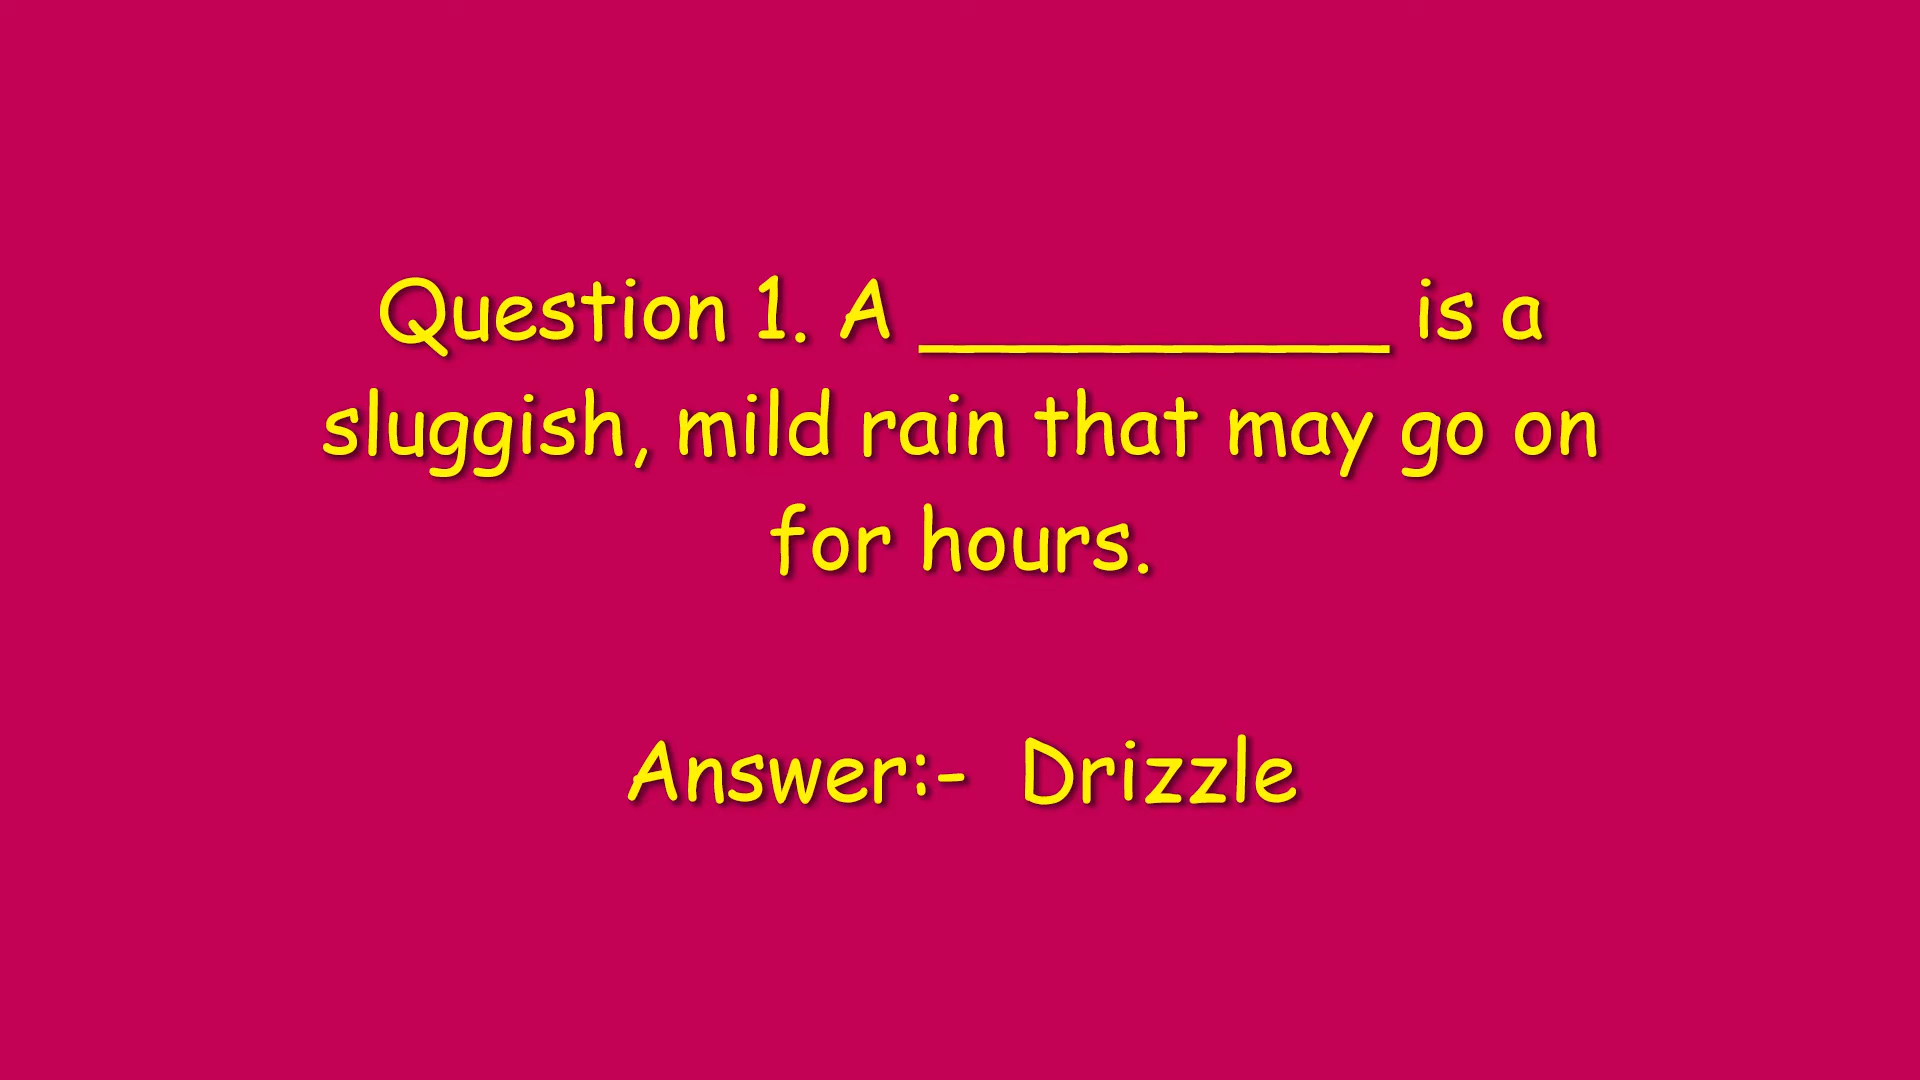 Question 1. A __________ is a
sluggish, mild rain that may go on
for hours.
Answer:-  Drizzle